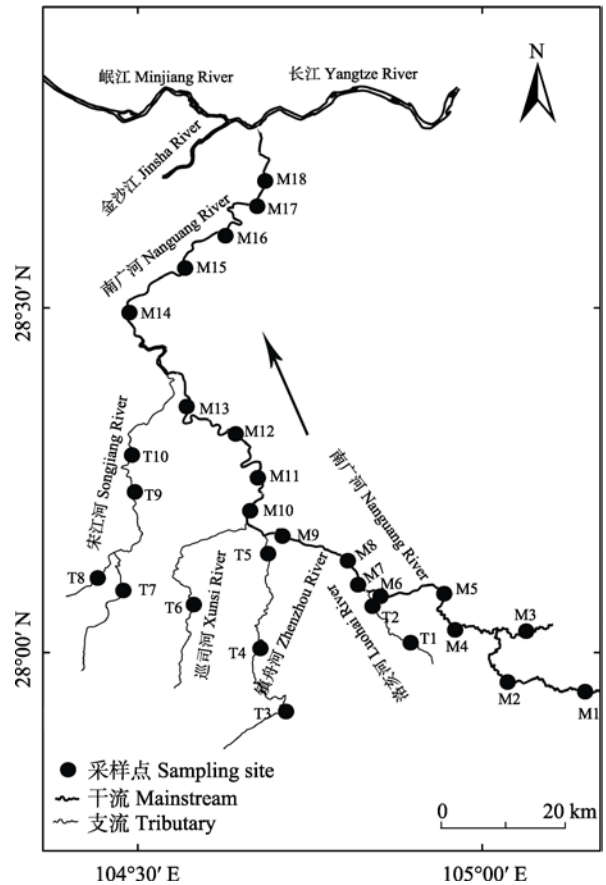 岷江 Minjiang River
长江 Yangtze River
N
金沙江 Jinsha River
M18
M17
南广河 Nanguang River
M16
M15
28°30′ N
M14
M13
M12
宋江河 Songjiang River
T10
M11
南广河 Nanguang River
T9
M10
M9
T5
M8
T8
T7
巡司河 Xunsi River
T6
镇舟河 Zhenzhou River
M7
M6
M5
T2
洛亥河 Luohai River
M3
M4
T1
28°00′ N
T4
M2
M1
T3
采样点 Sampling site
干流 Mainstream
支流 Tributary
0 20 km
104°30′ E
105°00′ E